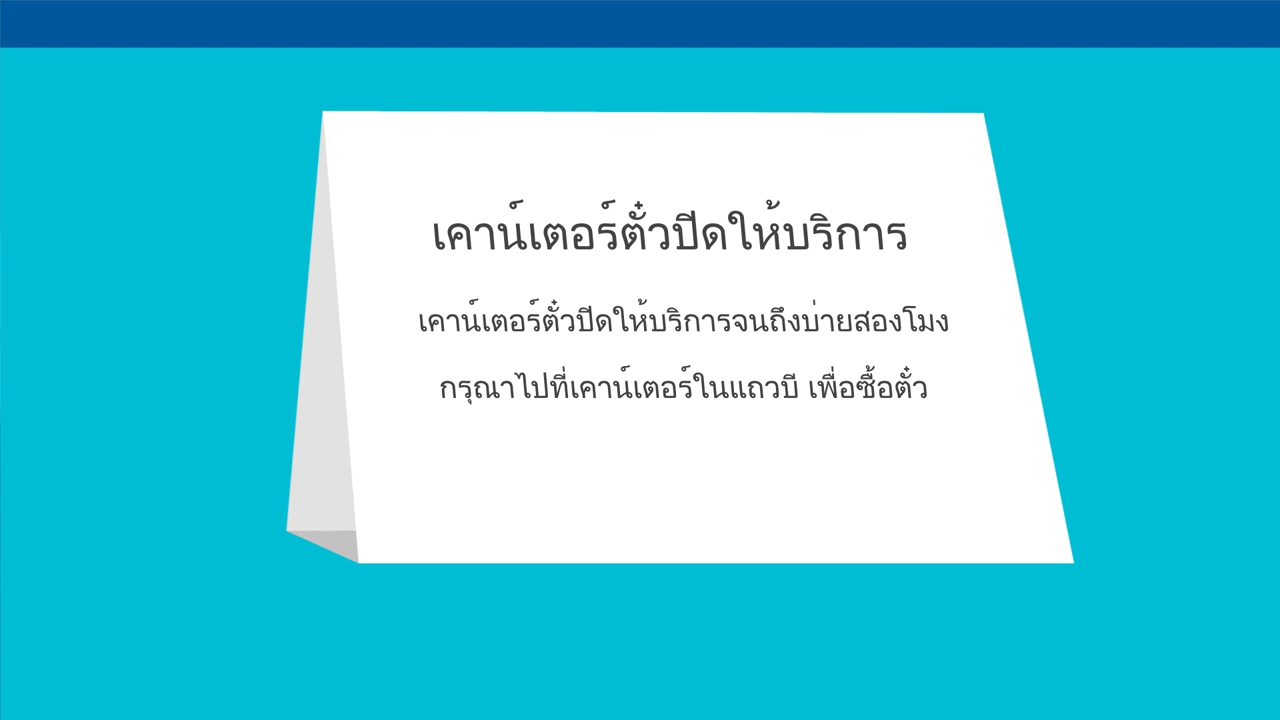 เคาน์เตอร์ตั๋วปิดให้บริการ
เคาน์เตอร์ตั๋วปิดให้บริการจนถึงบ่ายสองโมง
กรุณาไปที่เคาน์เตอร์ในแถวบี เพื่อซื้อตั๋ว